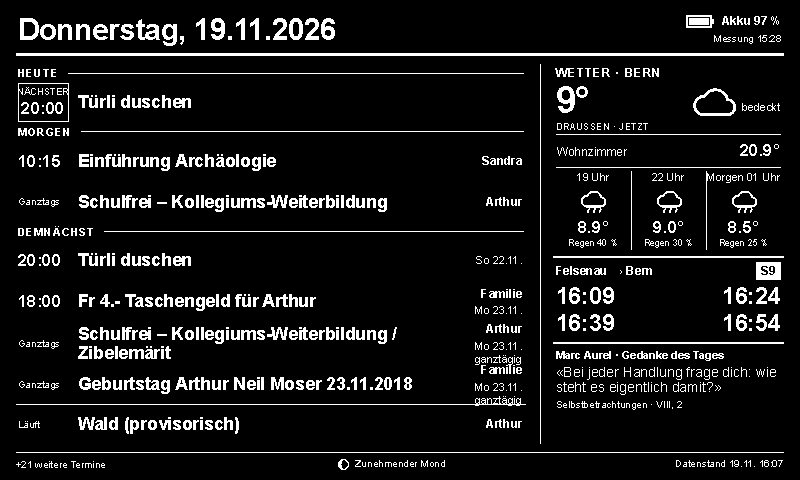 Donnerstag, 19.11.2026
Akku 97 %
Messung 15:28
HEUTE
NÄCHSTER
20:00 Türli duschen
MORGEN
10:15 Einführung Archäologie Sandra
Ganztags Schulfrei – Kollegiums-Weiterbildung Arthur
DEMNÄCHST
20:00 Türli duschen So 22.11.
18:00 Fr 4.- Taschengeld für Arthur Familie
Mo 23.11.
Ganztags Schulfrei – Kollegiums-Weiterbildung /
Zibelemärit
Arthur
Mo 23.11.
ganztägig
Ganztags Geburtstag Arthur Neil Moser 23.11.2018
Familie
Mo 23.11.
ganztägig
Läuft Wald (provisorisch) Arthur
WETTER · BERN
9°
bedeckt
DRAUSSEN · JETZT
Wohnzimmer 20.9°
19 Uhr 22 Uhr Morgen 01 Uhr
8.9° 9.0° 8.5°
Regen 40 % Regen 30 % Regen 25 %
Felsenau › Bern S9
16:09 16:24
16:39 16:54
Marc Aurel · Gedanke des Tages
«Bei jeder Handlung frage dich: wie
steht es eigentlich damit?»
Selbstbetrachtungen · VIII, 2
+21 weitere Termine
Zunehmender Mond
Datenstand 19.11. 16:07